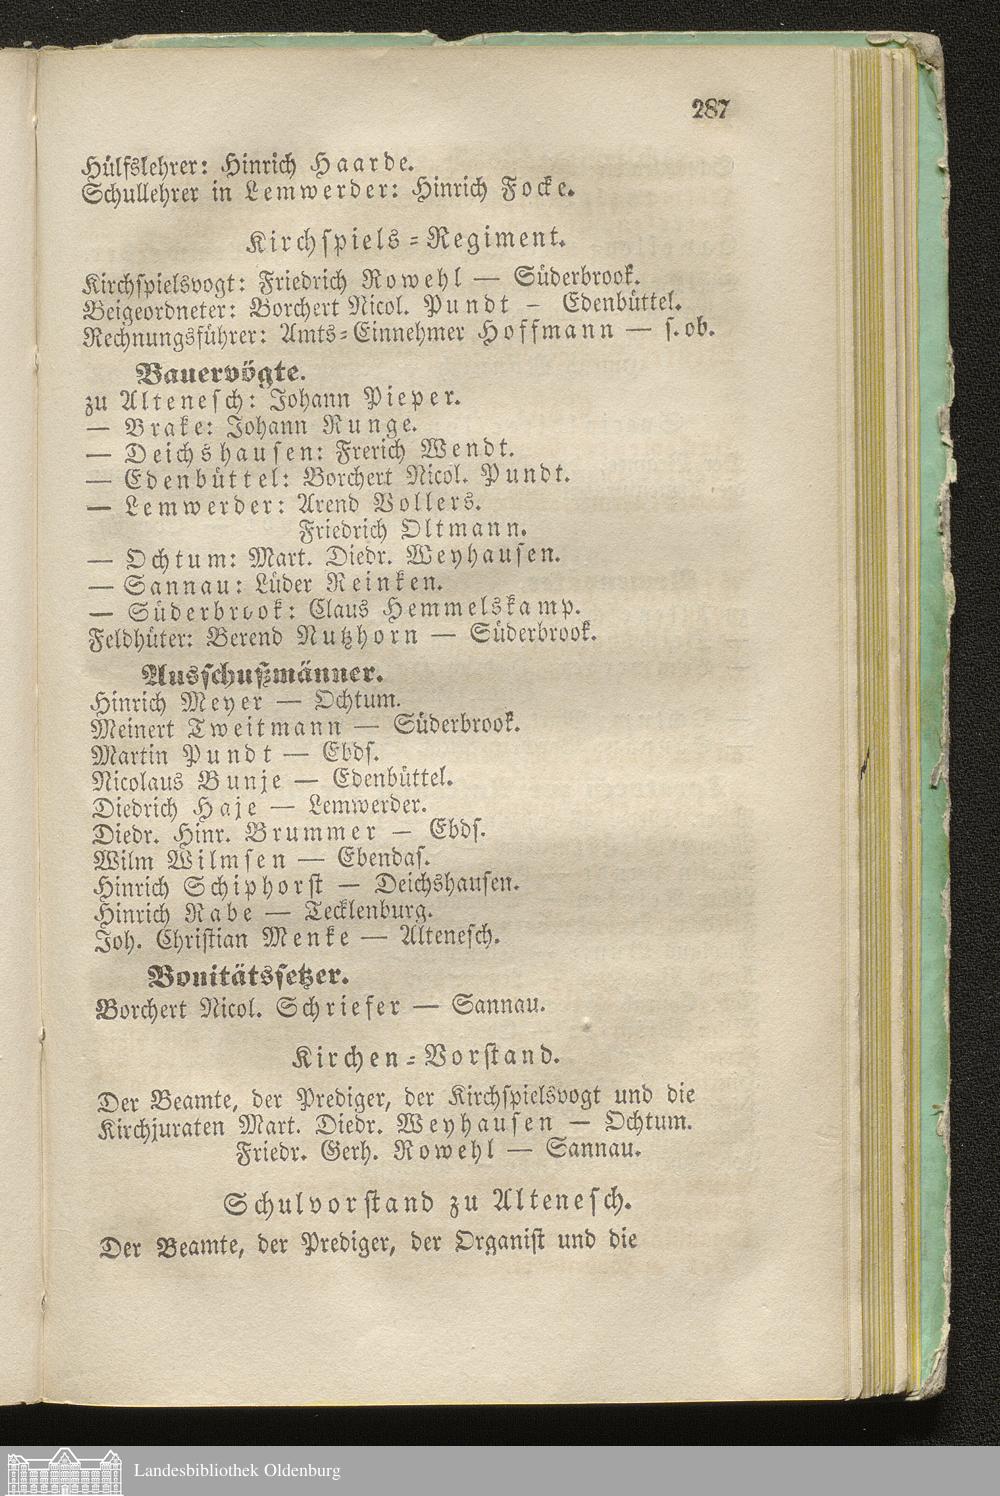 287
Hülfslehrer: Hinrich Haarde.
Schullehrer in Lemwerder: Hinrich Focke.
Kirchspiels=Regiment.
Kirchspielsvogt: Friedrich Rowehl — Süderbrook.
Beigeordneter: Borchert Nicol. Pundt — Edenbüttel.
Rechnungsführer: Amts=Einnehmer Hoffmann — s. ob.
Bauervögte.
zu Altenesch: Johann Pieper.
— Brake: Johann Runge.
— Deichshausen: Frerich Wendt.
— Edenbüttel: Borchert Nicol. Pundt.
— Lemwerder: Arend Vollers.
Friedrich Oltmann.
— Ochtum: Mart. Diedr. Weyhausen.
— Sannau: Lüder Reinken.
— Süderbrook: Claus Hemmelskamp.
Feldhüter: Berend Nutzhorn — Süderbrook.
Ausschußmänner.
Hinrich Meyer — Ochtum.
Meinert Tweitmann — Süderbrook.
Martin Pundt — Ebds.
Nicolaus Bunje — Edenbüttel.
Diedrich Haje — Lemwerder.
Diedr. Hinr. Brummer — Ebds.
Wilm Wilmsen — Ebendas.
Hinrich Schiphorst — Deichshausen.
Hinrich Rabe — Tecklenburg.
Joh. Christian Menke — Altenesch.
Bonitätssetzer.
Borchert Nicol. Schriefer — Sannau.
Kirchen=Vorstand.
Der Beamte, der Prediger, der Kirchspielsvogt und die
Kirchjuraten Mart. Diedr. Weyhausen — Ochtum.
Friedr. Gerh. Rowehl — Sannau.
Schulvorstand zu Altenesch.
Der Beamte, der Prediger, der Organist und die
Landesbibliothek Oldenburg